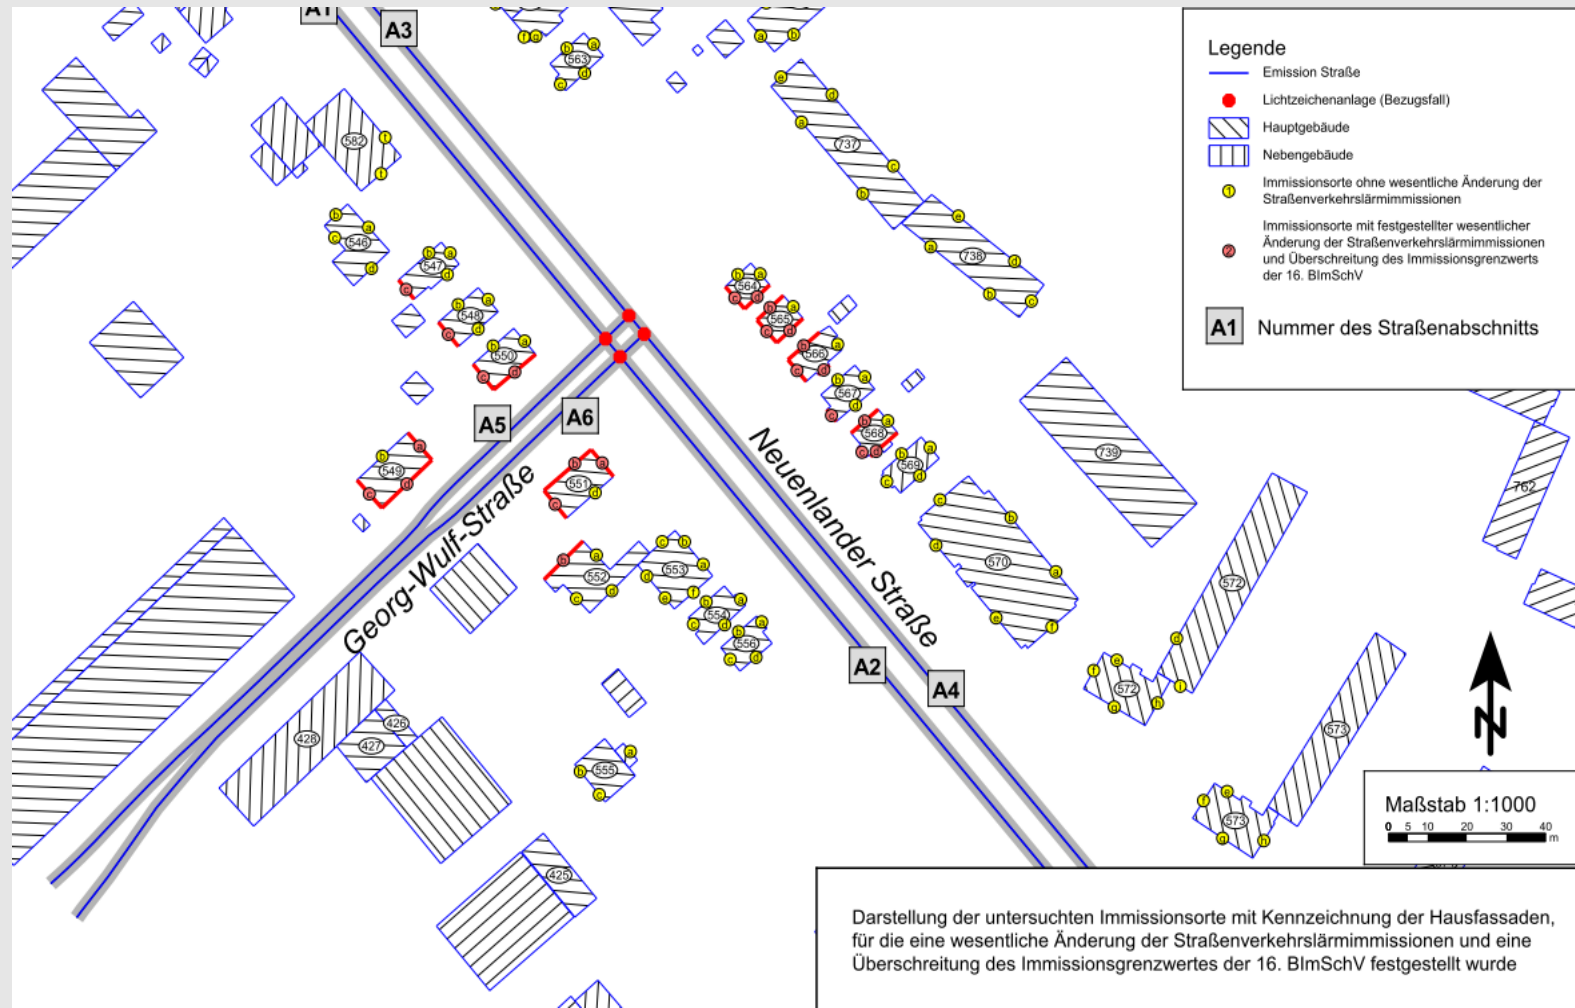 A1
A3
Legende
Emission Straße
Lichtzeichenanlage (Bezugsfall)
Hauptgebäude
Nebengebäude
1
Immissionsorte ohne wesentliche Änderung der
Straßenverkehrslärmimmissionen
2
Immissionsorte mit festgestellter wesentlicher
Änderung der Straßenverkehrslärmimmissionen
und Überschreitung des Immissionsgrenzwerts
der 16. BImSchV
A1 Nummer des Straßenabschnitts
f g
a b
563
b a d c
582
t t
737
e d a c b
738
e a d b c
546
b a c d
547
b a d c
548
b a d c
550
b a c d
549
a b d c
551
b a d c
552
b a c d
553
c b a d e f
554
b a c d
556
b a c d
555
a b c
564
b a c d
565
b a c d
566
b a c d
567
b a c d
568
b a c d
569
b a c d
570
c b d a e f
739
762
572
d i
572
f e g h
573
573
f e g h
A5
A6
A2
A4
Georg-Wulf-Straße
Neuenlander Straße
428
427
426
425
N
Maßstab 1:1000
0 5 10 20 30 40
m
Darstellung der untersuchten Immissionsorte mit Kennzeichnung der Hausfassaden,
für die eine wesentliche Änderung der Straßenverkehrslärmimmissionen und eine
Überschreitung des Immissionsgrenzwertes der 16. BImSchV festgestellt wurde